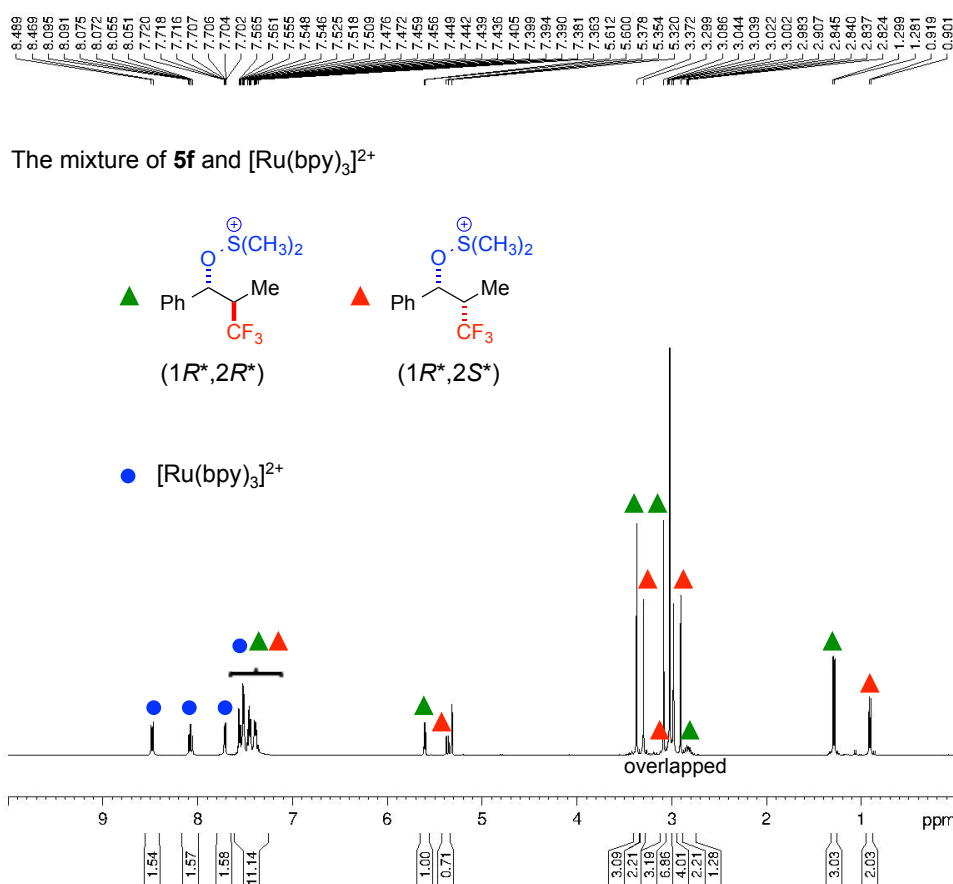 8.489 8.469 8.095 8.091 8.075 8.072 8.055 8.051 7.720 7.718 7.716 7.707 7.706 7.704 7.702 7.565 7.561 7.555 7.548 7.546 7.525 7.518 7.509 7.476 7.472 7.459 7.456 7.449 7.442 7.439 7.436 7.405 7.399 7.394 7.390 7.381 7.363 5.612 5.600 5.378 5.354 5.320 3.372 3.299 3.086 3.044 3.039 3.022 3.002 2.983 2.907 2.845 2.840 2.837 2.824 1.299 1.281 0.919 0.901
The mixture of 5f and [Ru(bpy)₃]²⁺
⊕ ⊕
S(CH₃)₂ S(CH₃)₂
O O
Me Me
Ph Ph
CF₃ CF₃
(1R*,2R*) (1R*,2S*)
[Ru(bpy)₃]²⁺
overlapped
9 8 7 6 5 4 3 2 1 ppm
1.54 1.57 1.58 11.14 1.00 0.71 3.09 2.21 3.19 6.86 4.01 2.21 1.28 3.03 2.03